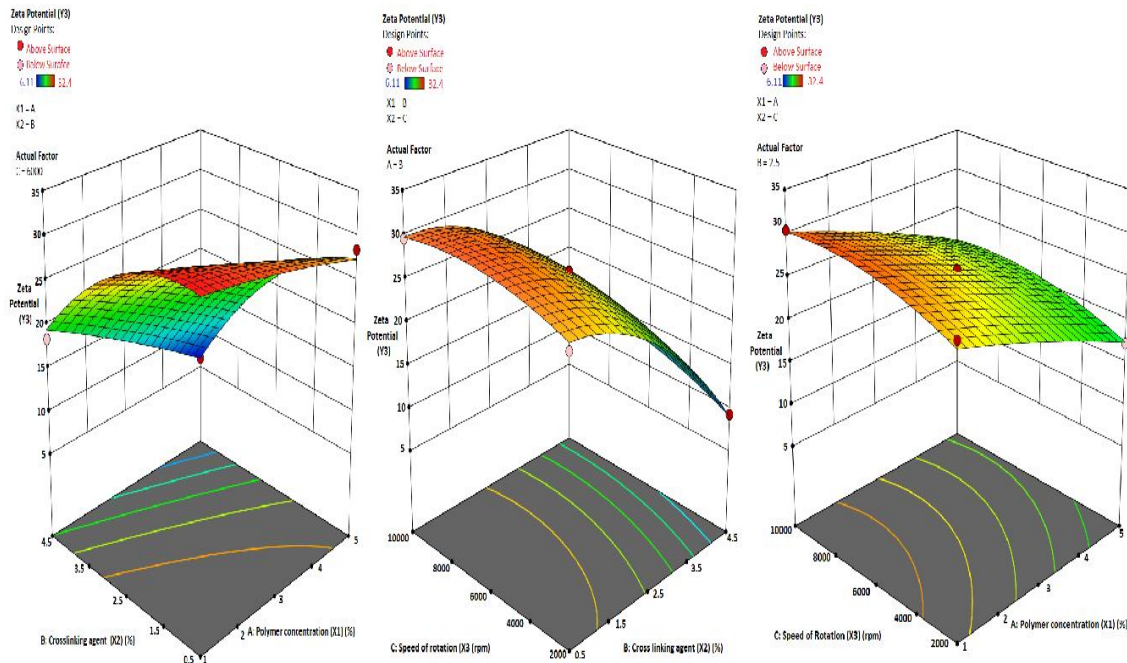 Zeta Potential (Y3)
Design Points:
Above Surface
Below Surface
6.11 32.4
X1 = A
X2 = B
Actual Factor
C = 6000
35
30
25
20
15
10
5
Zeta
Potential
(Y3)
4.5
3.5
2.5
1.5
0.5
B: Crosslinking agent (X2) (%)
1
2
3
4
5
A: Polymer concentration (X1) (%)
Zeta Potential (Y3)
Design Points:
Above Surface
Below Surface
6.11 32.4
X1 = B
X2 = C
Actual Factor
A = 3
35
30
25
20
15
10
5
Zeta
Potential
(Y3)
10000
8000
6000
4000
2000
C: Speed of rotation (X3 (rpm)
0.5
1.5
2.5
3.5
4.5
B: Cross linking agent (X2) (%)
Zeta Potential (Y3)
Design Points:
Above Surface
Below Surface
6.11 32.4
X1 = A
X2 = C
Actual Factor
B = 2.5
35
30
25
20
15
10
5
Zeta
Potential
(Y3)
10000
8000
6000
4000
2000
C: Speed of Rotation (X3) (rpm)
1
2
3
4
5
A: Polymer concentration (X1) (%)